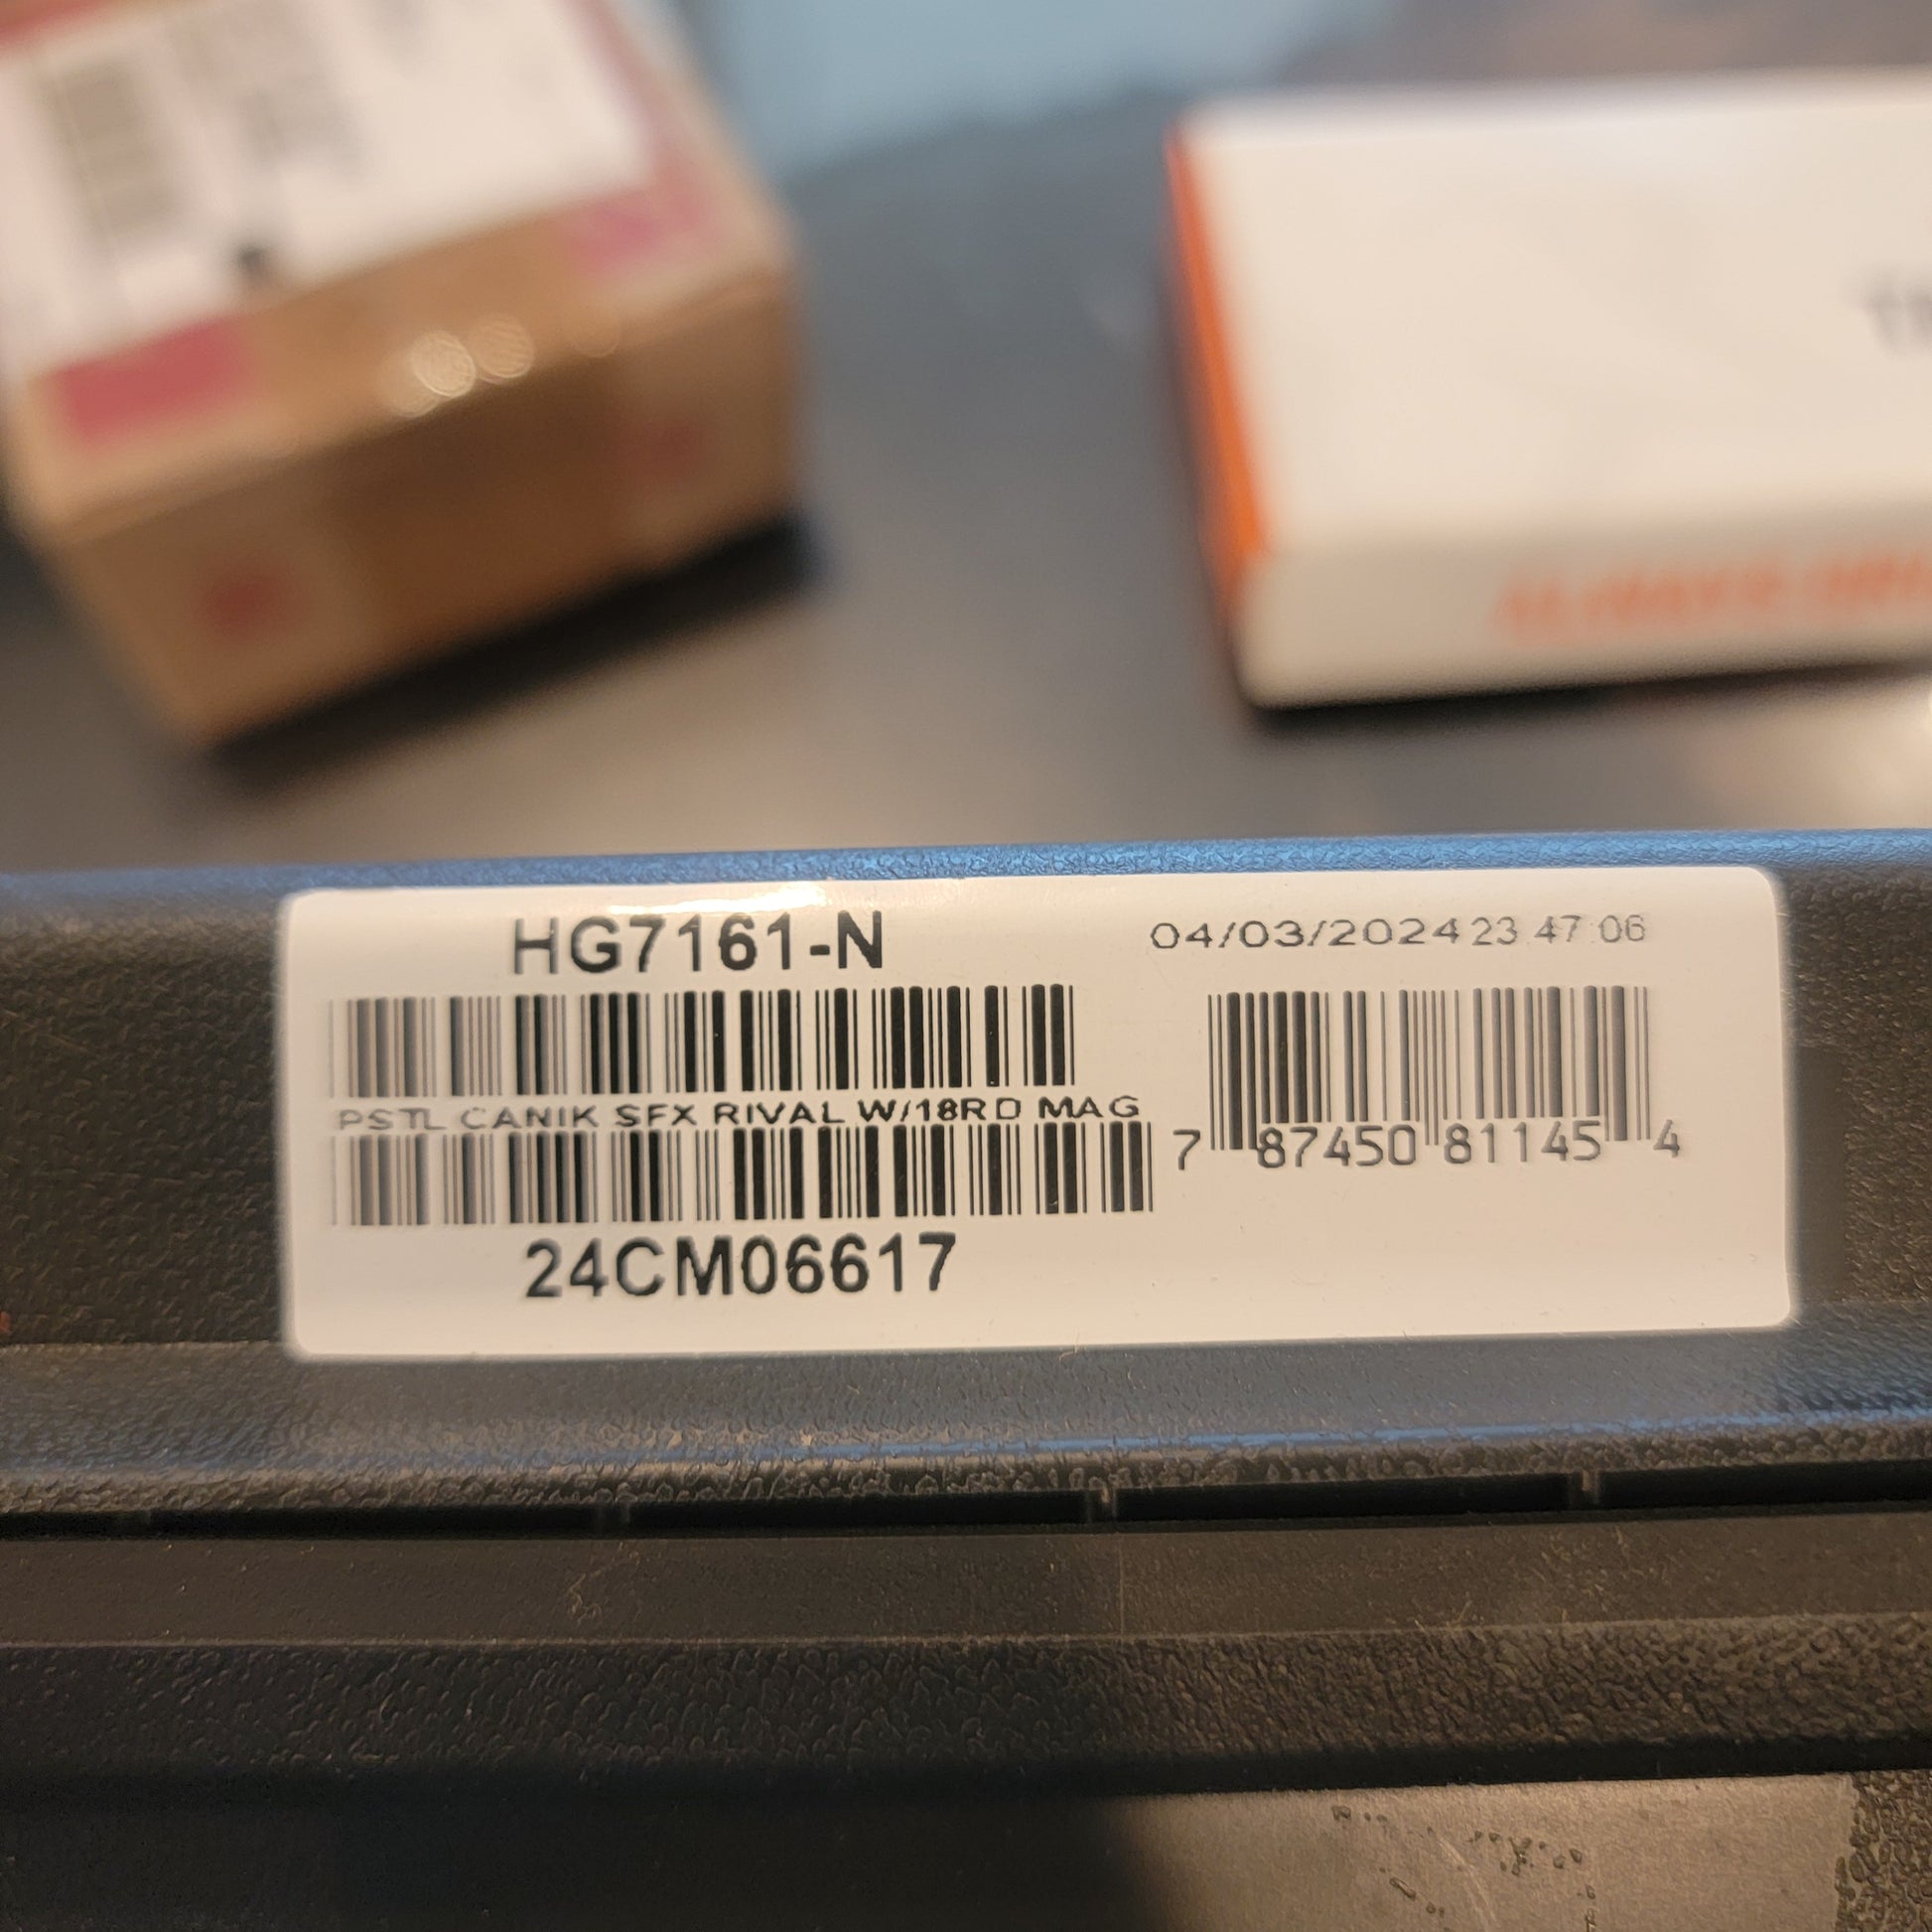 HG7161-N
04/03/2024 23 47 06
PSTL CANIK SFX RIVAL W/18RD MAG
7 87450 81145 4
24CM06617